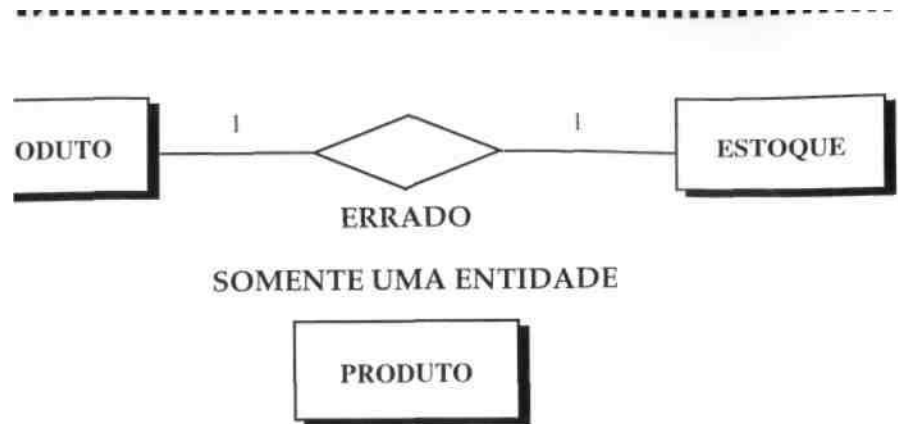 1 1
ODUTO ESTOQUE
ERRADO
SOMENTE UMA ENTIDADE
PRODUTO